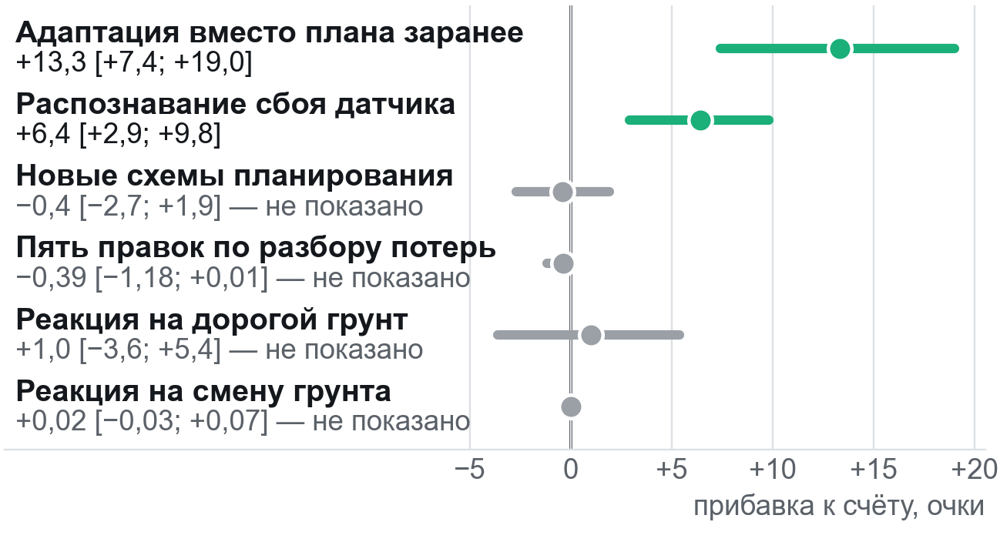 Адаптация вместо плана заранее
+13,3 [+7,4; +19,0]
Распознавание сбоя датчика
+6,4 [+2,9; +9,8]
Новые схемы планирования
−0,4 [−2,7; +1,9] — не показано
Пять правок по разбору потерь
−0,39 [−1,18; +0,01] — не показано
Реакция на дорогой грунт
+1,0 [−3,6; +5,4] — не показано
Реакция на смену грунта
+0,02 [−0,03; +0,07] — не показано
−5 0 +5 +10 +15 +20
прибавка к счёту, очки